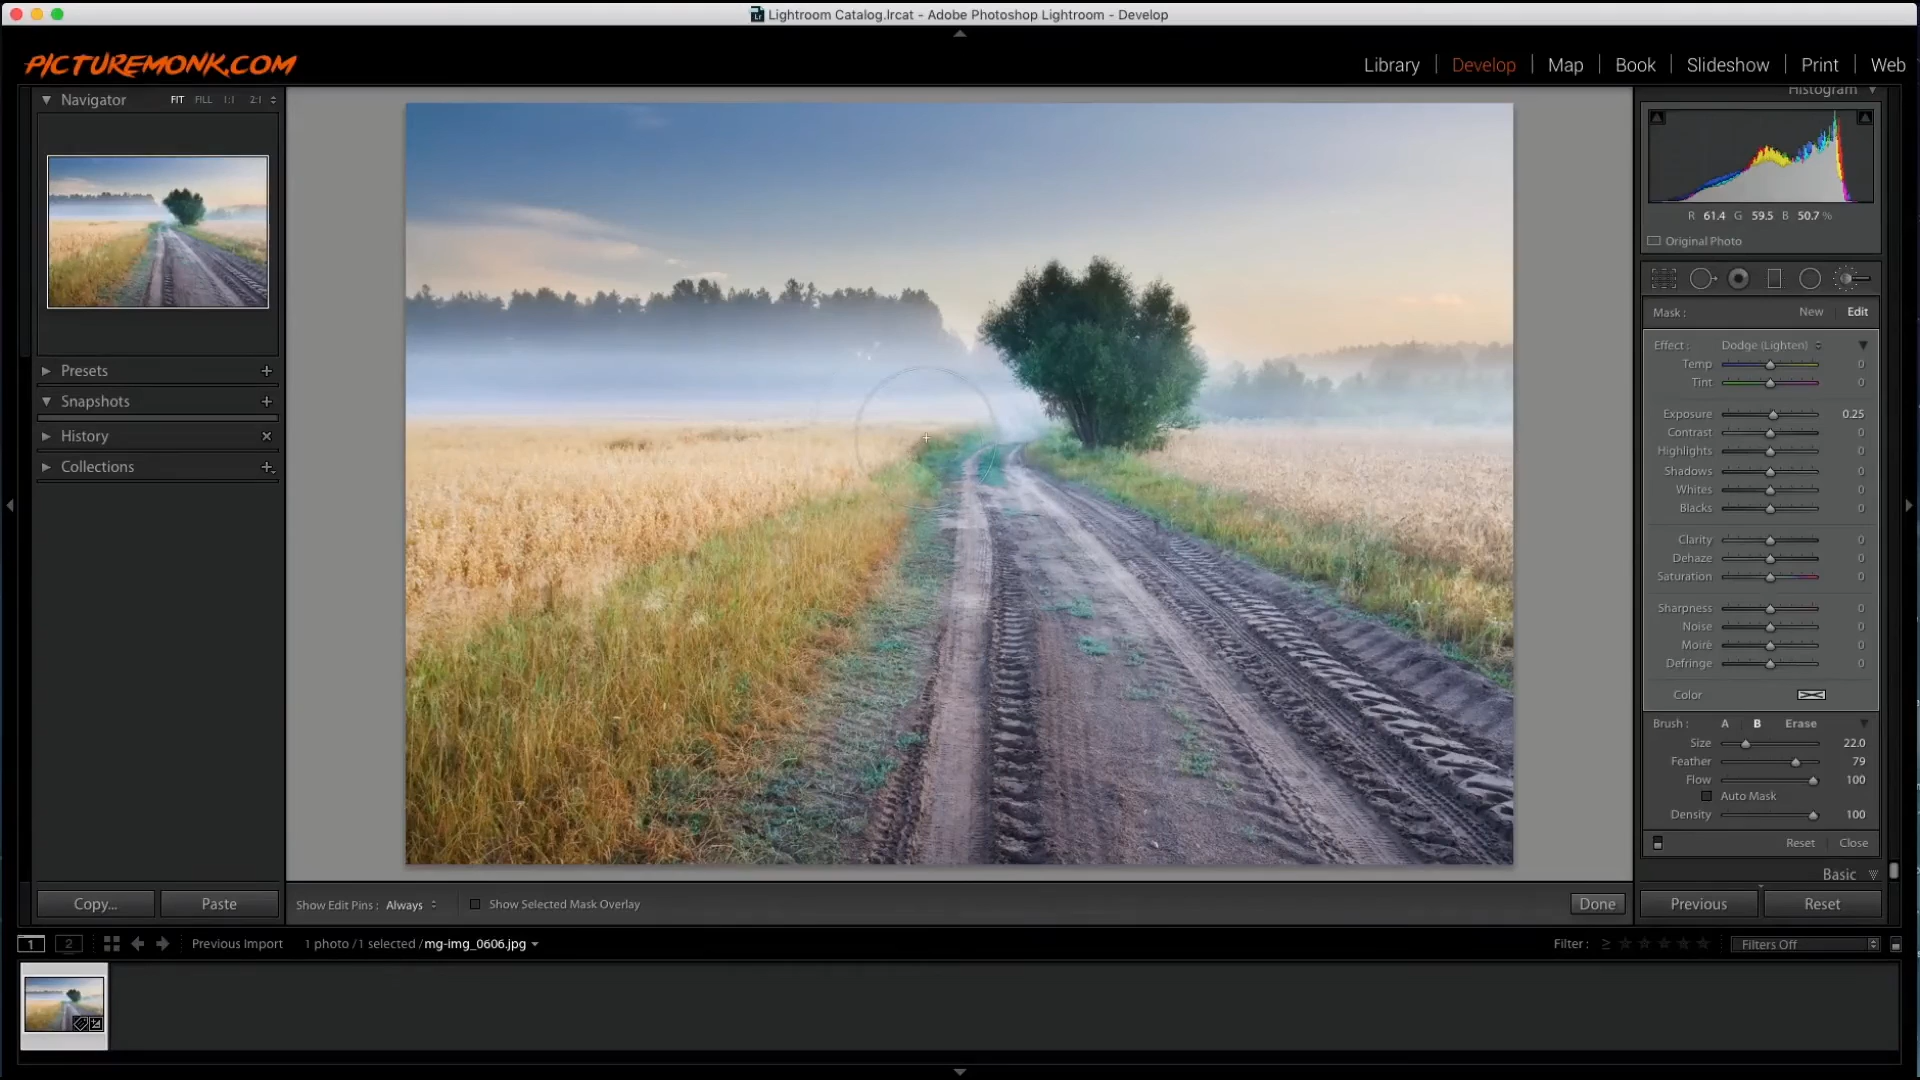 Lightroom Catalog.lrcat - Adobe Photoshop Lightroom - Develop
PICTUREMONK.COM
Library | Develop | Map | Book | Slideshow | Print | Web
Navigator FIT FILL 1:1 2:1
Histogram
R 61.4 G 59.5 B 50.7 %
Original Photo
Mask : New Edit
Effect : Dodge (Lighten)
Temp 0
Tint 0
Exposure 0.25
Contrast 0
Highlights 0
Shadows 0
Whites 0
Blacks 0
Clarity 0
Dehaze 0
Saturation 0
Sharpness 0
Noise 0
Moiré 0
Defringe 0
Color
Brush : A B Erase
Size 22.0
Feather 79
Flow 100
Auto Mask
Density 100
Reset Close
Basic
Previous Reset
Presets +
Snapshots +
History ×
Collections +
Copy... Paste
Show Edit Pins : Always Show Selected Mask Overlay Done
1 2 Previous Import 1 photo / 1 selected / mg-img_0606.jpg Filter : ≥ Filters Off